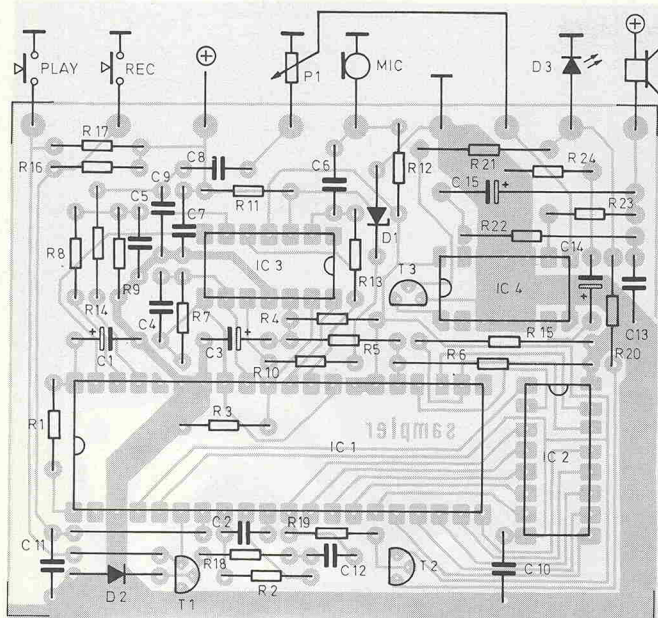 PLAY REC P1 MIC D3
R17
R16
C8 C6 R12 R21 R24
C9 R11 C15
C5 C7 D1 R23
R22
R8 IC 3 R13 T3 C14
R14 R9 IC 4 C13
C4 R7 R4
C1 C3 R5 R15
R10 R6 R20
R1 R3
sampler
IC 1 IC 2
C2 R19
C11 R18 C12 T2 C10
D2 T1 R2